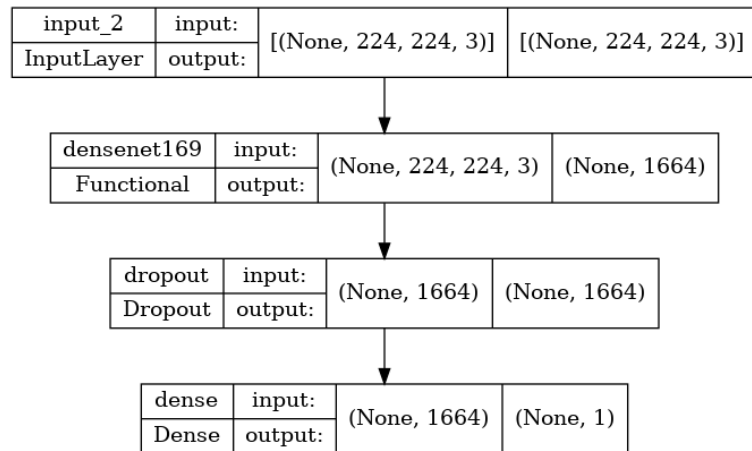 input_2 input: [(None, 224, 224, 3)] [(None, 224, 224, 3)]
InputLayer output:
densenet169 input: (None, 224, 224, 3) (None, 1664)
Functional output:
dropout input: (None, 1664) (None, 1664)
Dropout output:
dense input: (None, 1664) (None, 1)
Dense output: